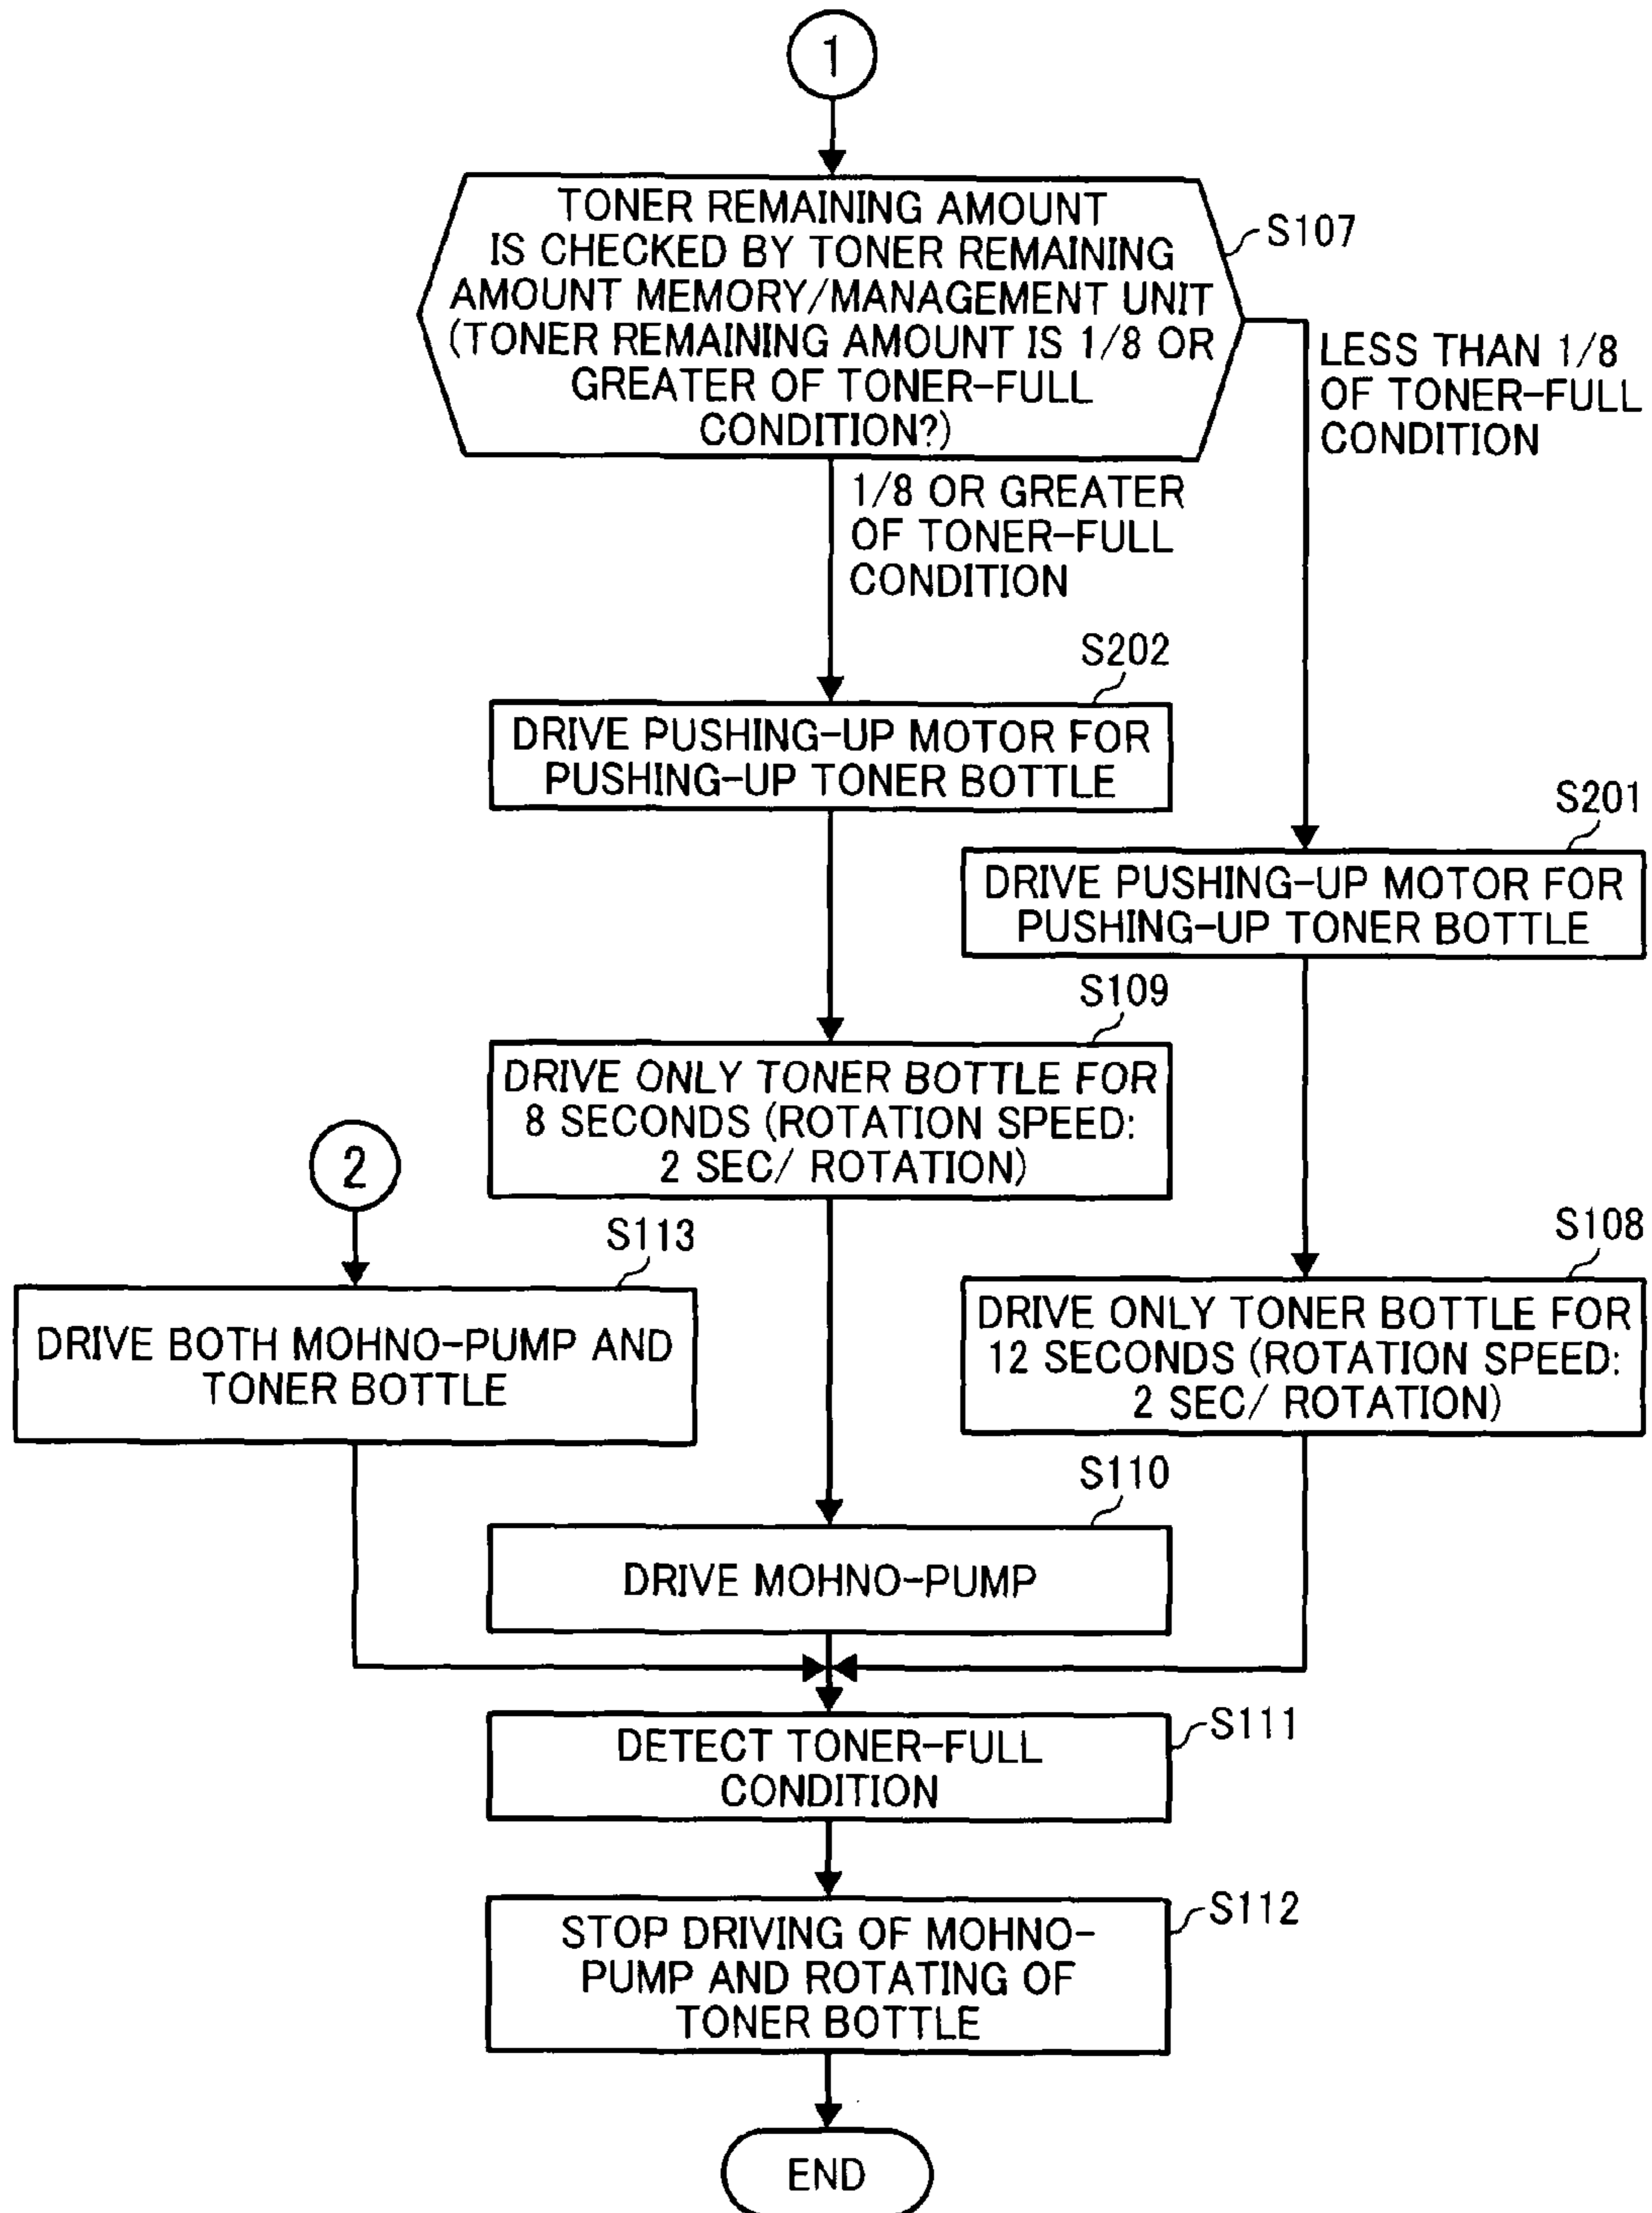 1
TONER REMAINING AMOUNT
IS CHECKED BY TONER REMAINING
AMOUNT MEMORY/MANAGEMENT UNIT
(TONER REMAINING AMOUNT IS 1/8 OR
GREATER OF TONER-FULL
CONDITION?)
S107
LESS THAN 1/8
OF TONER-FULL
CONDITION
1/8 OR GREATER
OF TONER-FULL
CONDITION
S202
DRIVE PUSHING-UP MOTOR FOR
PUSHING-UP TONER BOTTLE
S201
DRIVE PUSHING-UP MOTOR FOR
PUSHING-UP TONER BOTTLE
S109
DRIVE ONLY TONER BOTTLE FOR
8 SECONDS (ROTATION SPEED:
2 SEC/ ROTATION)
2
S113
DRIVE BOTH MOHNO-PUMP AND
TONER BOTTLE
S108
DRIVE ONLY TONER BOTTLE FOR
12 SECONDS (ROTATION SPEED:
2 SEC/ ROTATION)
S110
DRIVE MOHNO-PUMP
S111
DETECT TONER-FULL
CONDITION
S112
STOP DRIVING OF MOHNO-
PUMP AND ROTATING OF
TONER BOTTLE
END